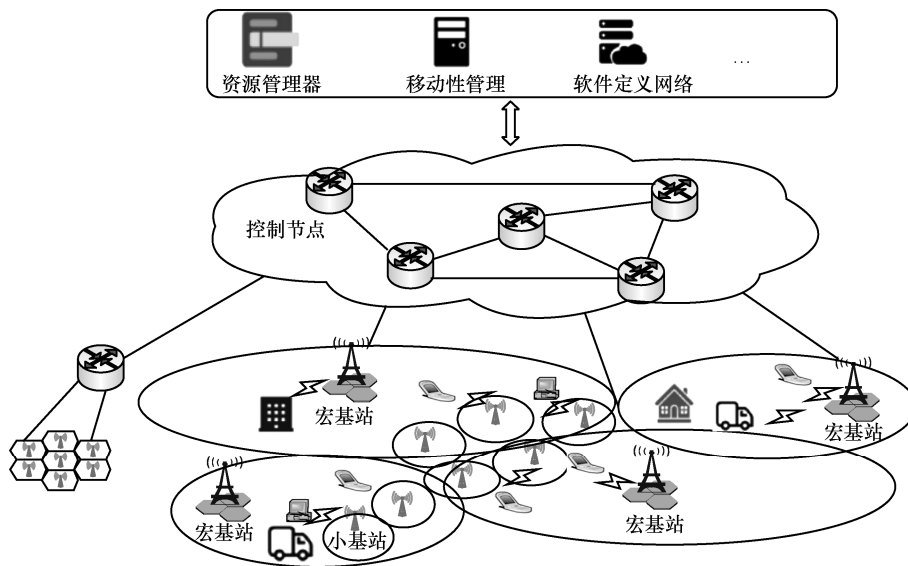 资源管理器
移动性管理
软件定义网络
...
控制节点
宏基站
宏基站
宏基站
宏基站
小基站